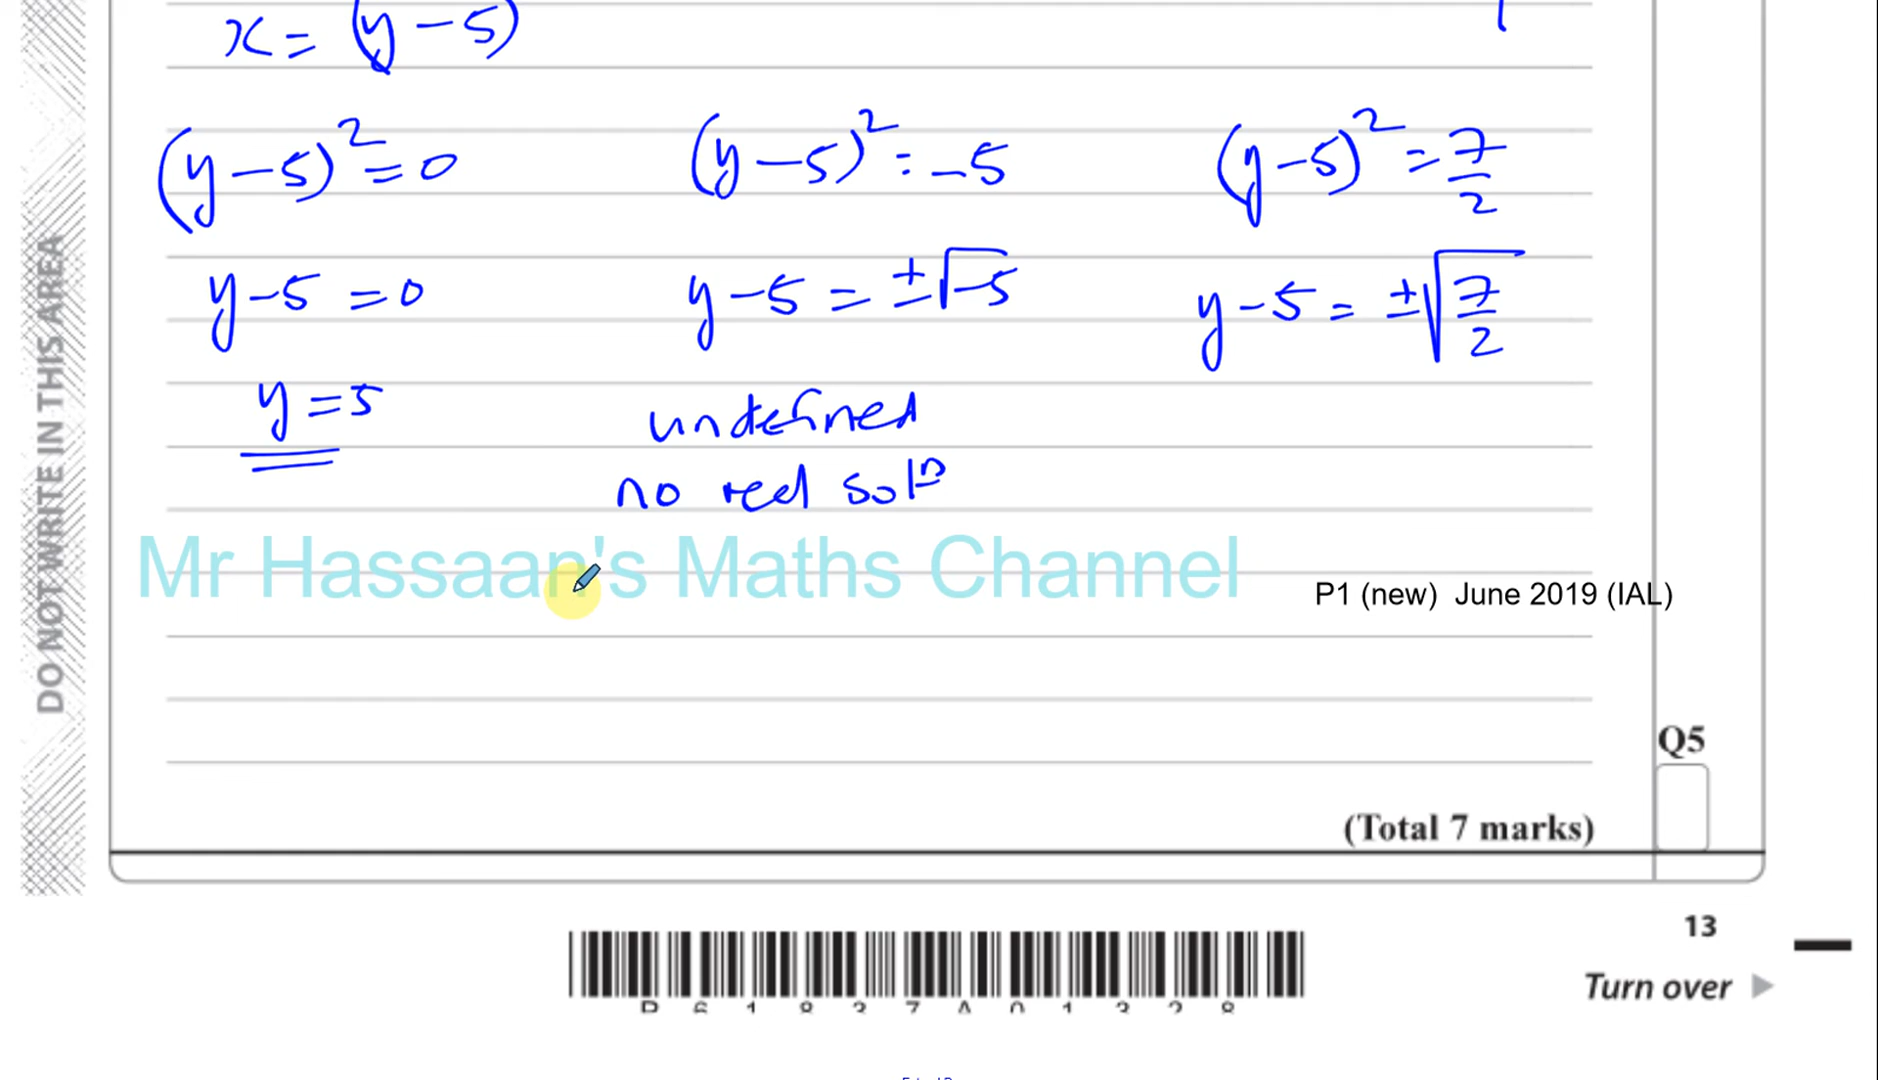 x = (y - 5)
(y - 5)² = 0
(y - 5)² = -5
(y - 5)² = 7/2
y - 5 = 0
y - 5 = ±√-5
y - 5 = ±√7/2
y = 5
undefined
no real solⁿ
Mr Hassaan's Maths Channel
P1 (new) June 2019 (IAL)
DO NOT WRITE IN THIS AREA
Q5
(Total 7 marks)
13
Turn over